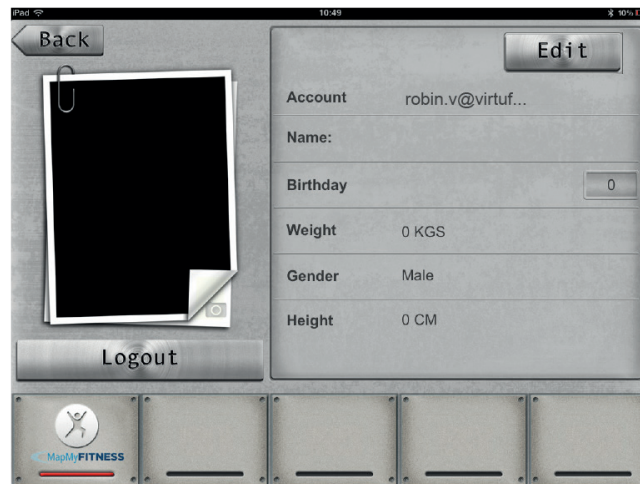 iPad 10:49 10%
Back
Edit
Account robin.v@virtuf...
Name:
Birthday 0
Weight 0 KGS
Gender Male
Height 0 CM
Logout
MapMyFITNESS